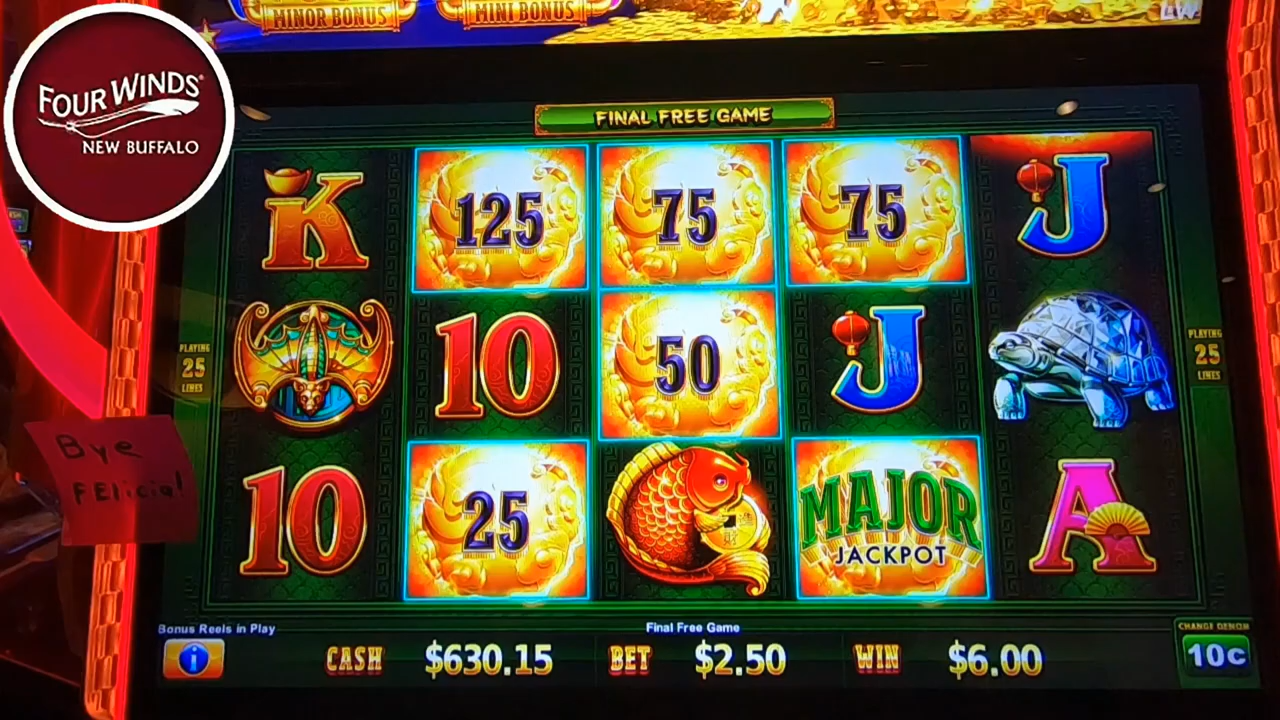 MINOR BONUS
MINI BONUS
FOUR WINDS®
NEW BUFFALO
FINAL FREE GAME
K
125
75
75
J
PLAYING
25
LINES
10
50
J
PLAYING
25
LINES
Bye
FElicia!
10
25
MAJOR
JACKPOT
A
Bonus Reels in Play
Final Free Game
CHANGE DENOM
CASH
$630.15
BET
$2.50
WIN
$6.00
10¢